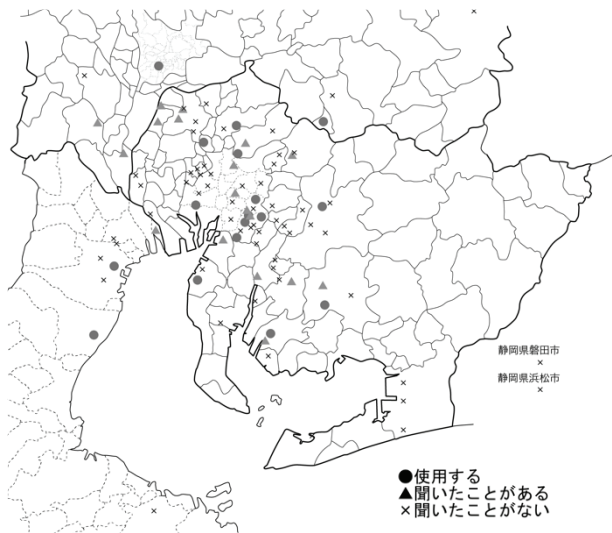 静岡県磐田市
×
静岡県浜松市
×
●使用する
▲聞いたことがある
×聞いたことがない